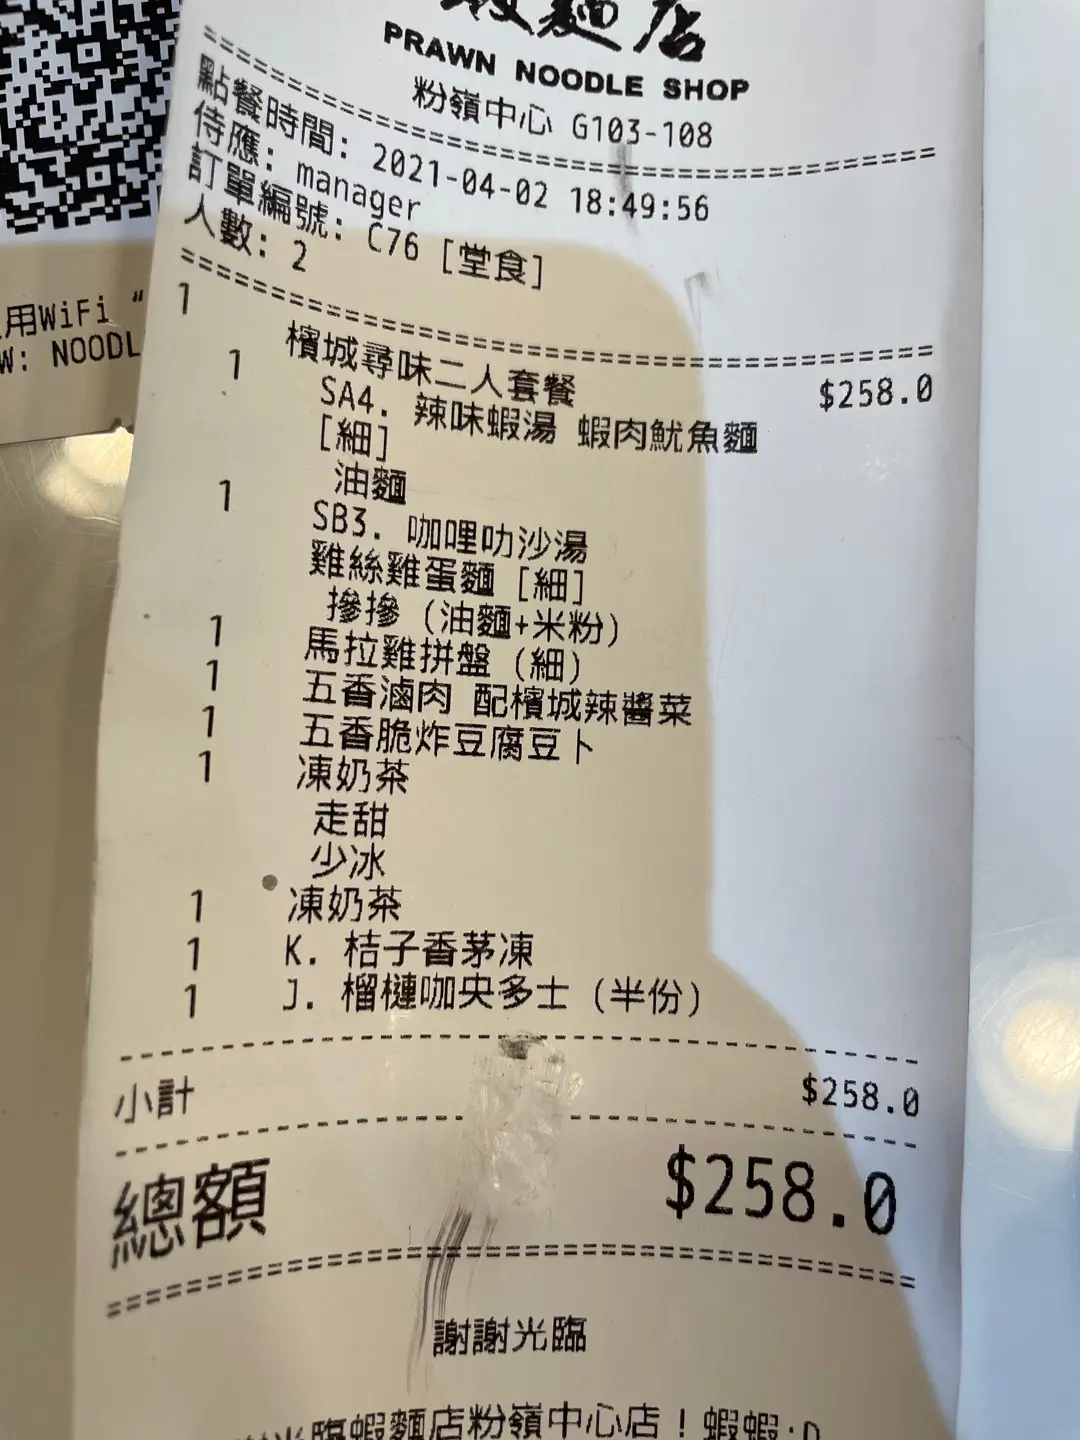 麵店
PRAWN NOODLE SHOP
粉嶺中心 G103-108
點餐時間: 2021-04-02 18:49:56
侍應: manager
訂單編號: C76 [堂食]
人數: 2
1 檳城尋味二人套餐 $258.0
1 SA4. 辣味蝦湯 蝦肉魷魚麵
[細]
油麵
1 SB3. 咖哩叻沙湯
雞絲雞蛋麵 [細]
摻摻 (油麵+米粉)
1 馬拉雞拼盤 (細)
1 五香滷肉 配檳城辣醬菜
1 五香脆炸豆腐豆卜
1 凍奶茶
走甜
少冰
1 凍奶茶
1 K. 桔子香茅凍
1 J. 榴槤咖央多士 (半份)
小計 $258.0
總額 $258.0
謝謝光臨
光臨蝦麵店粉嶺中心店!蝦蝦:D
用WiFi "
W: NOODL